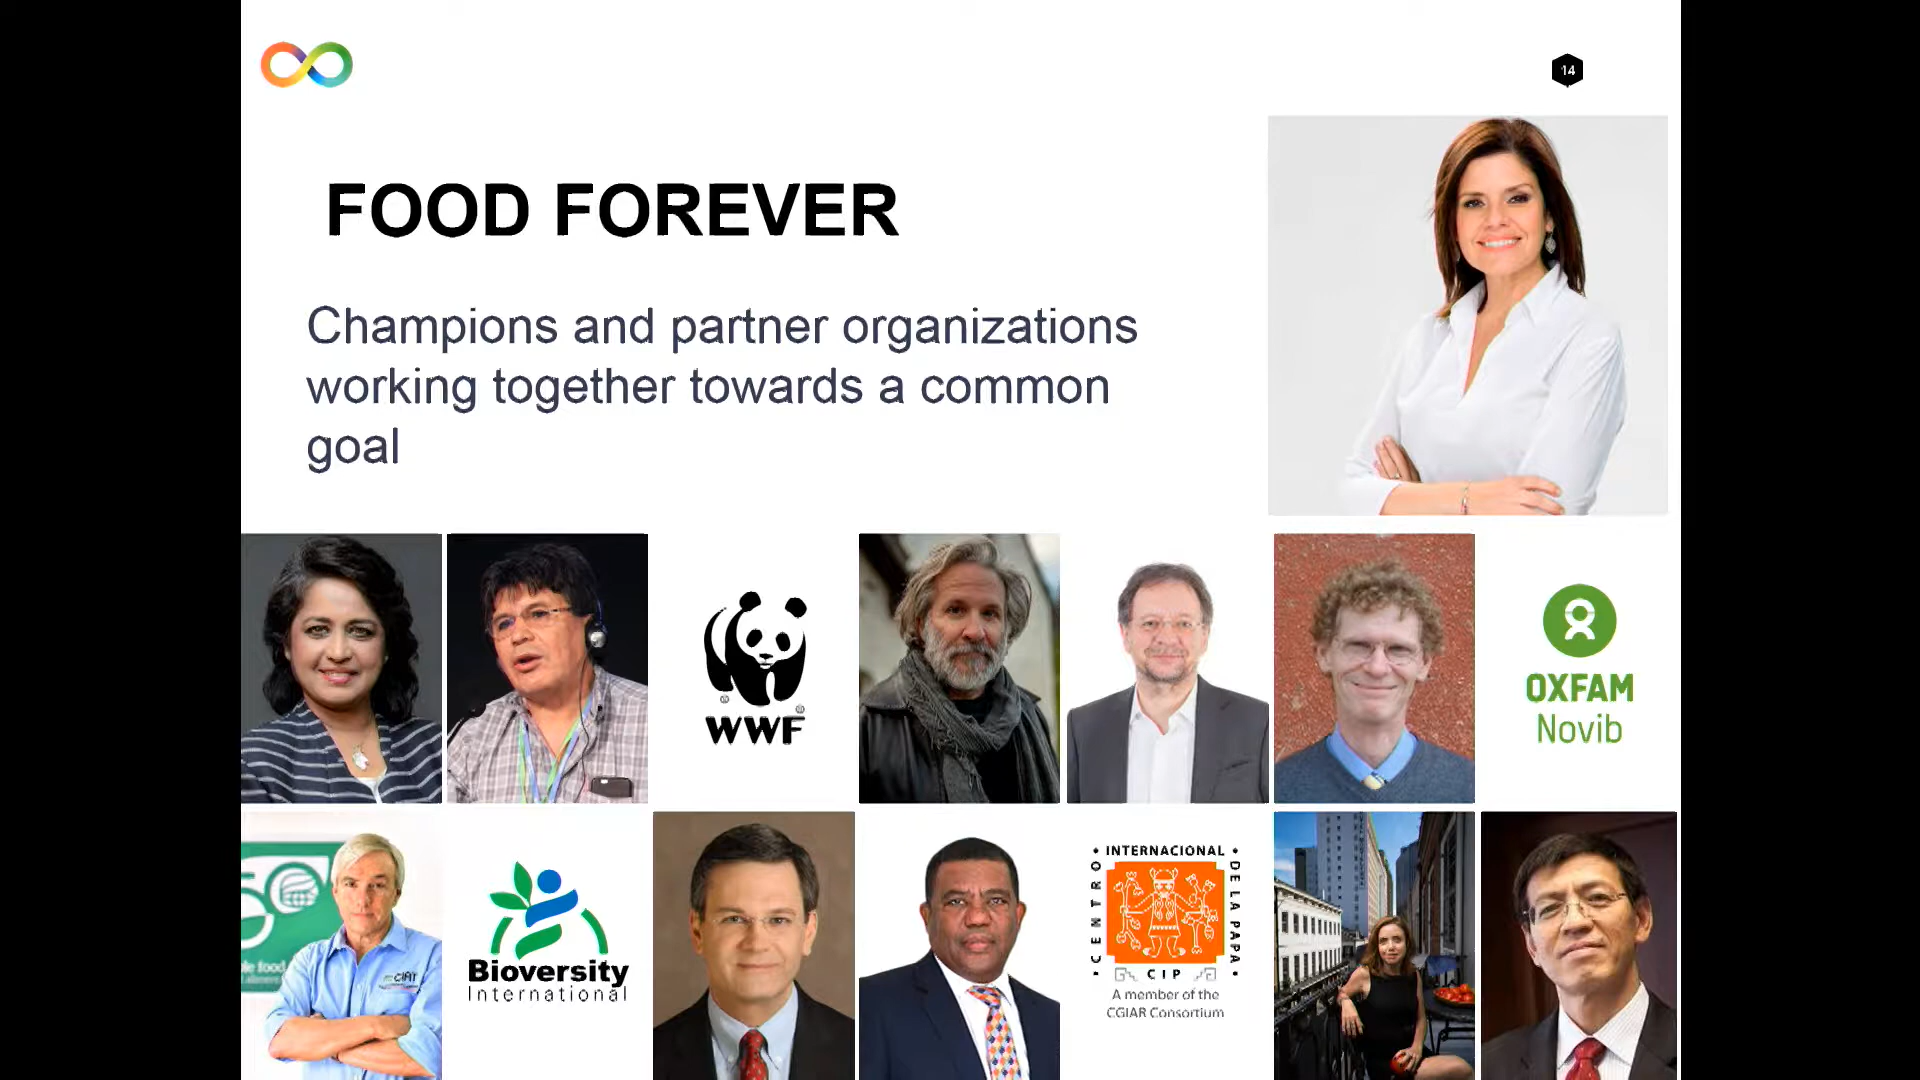 14
FOOD FOREVER
Champions and partner organizations
working together towards a common
goal
WWF
OXFAM
Novib
CIAT
Bioversity
International
CENTRO
INTERNACIONAL
DE LA PAPA
CIP
A member of the
CGIAR Consortium